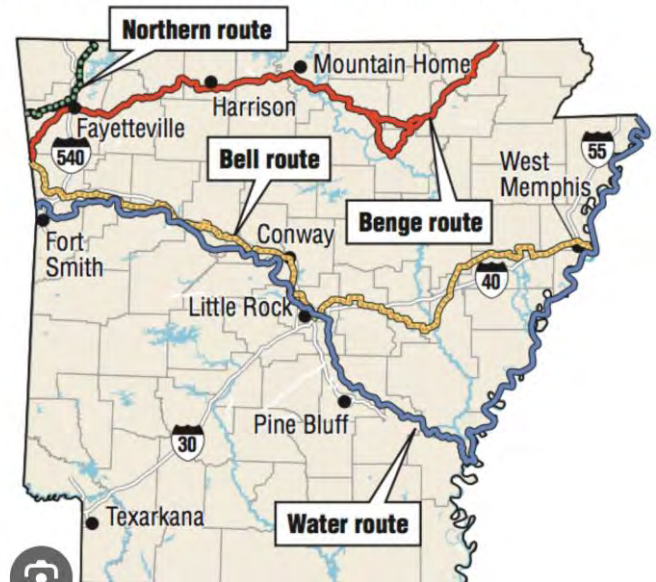 Northern route
Mountain Home
Harrison
Fayetteville
540
Bell route
55
West
Memphis
Benge route
Fort
Smith
Conway
40
Little Rock
Pine Bluff
30
Texarkana
Water route